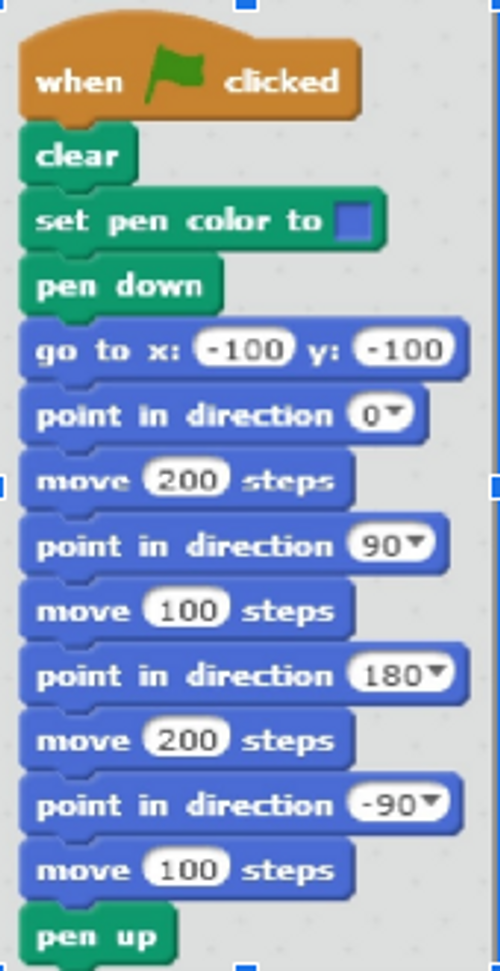 when clicked
clear
set pen color to
pen down
go to x: -100 y: -100
point in direction 0
move 200 steps
point in direction 90
move 100 steps
point in direction 180
move 200 steps
point in direction -90
move 100 steps
pen up